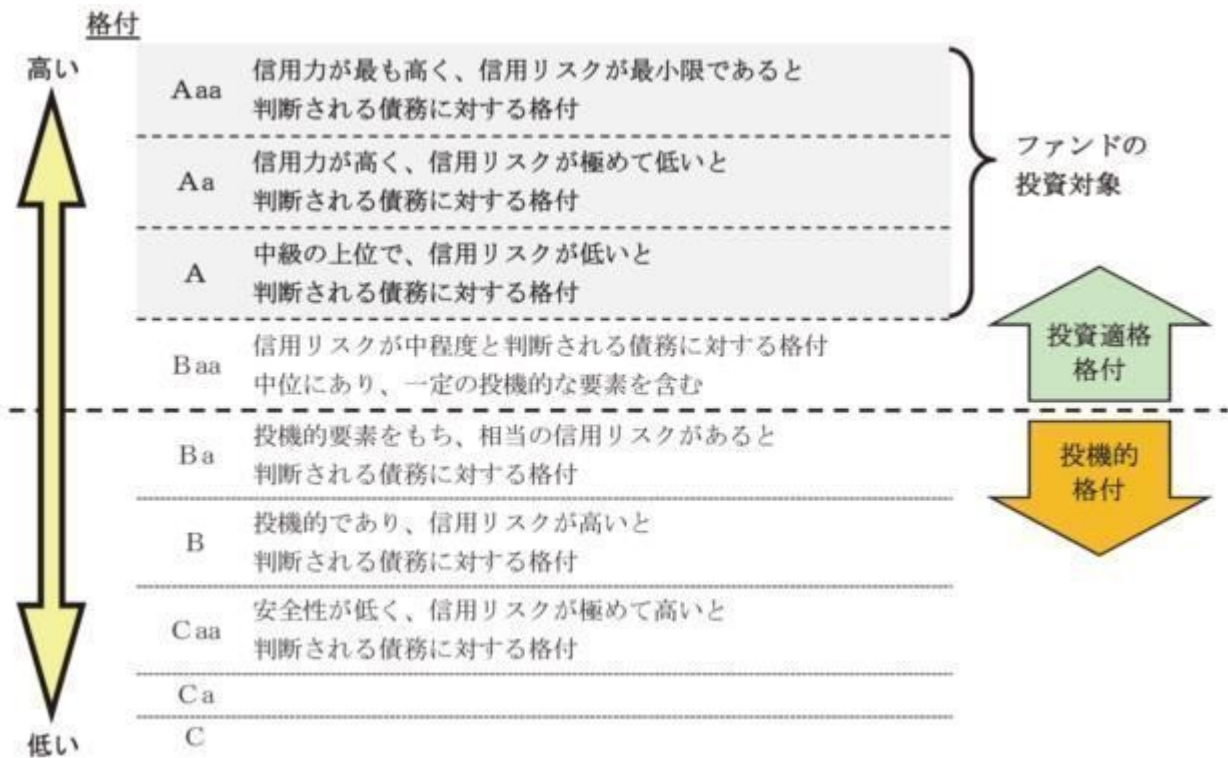 格付
高い
Aaa
信用力が最も高く、信用リスクが最小限であると
判断される債務に対する格付
Aa
信用力が高く、信用リスクが極めて低いと
判断される債務に対する格付
A
中級の上位で、信用リスクが低いと
判断される債務に対する格付
ファンドの
投資対象
Baa
信用リスクが中程度と判断される債務に対する格付
中位にあり、一定の投機的な要素を含む
投資適格
格付
Ba
投機的要素をもち、相当の信用リスクがあると
判断される債務に対する格付
投機的
格付
B
投機的であり、信用リスクが高いと
判断される債務に対する格付
Caa
安全性が低く、信用リスクが極めて高いと
判断される債務に対する格付
Ca
C
低い